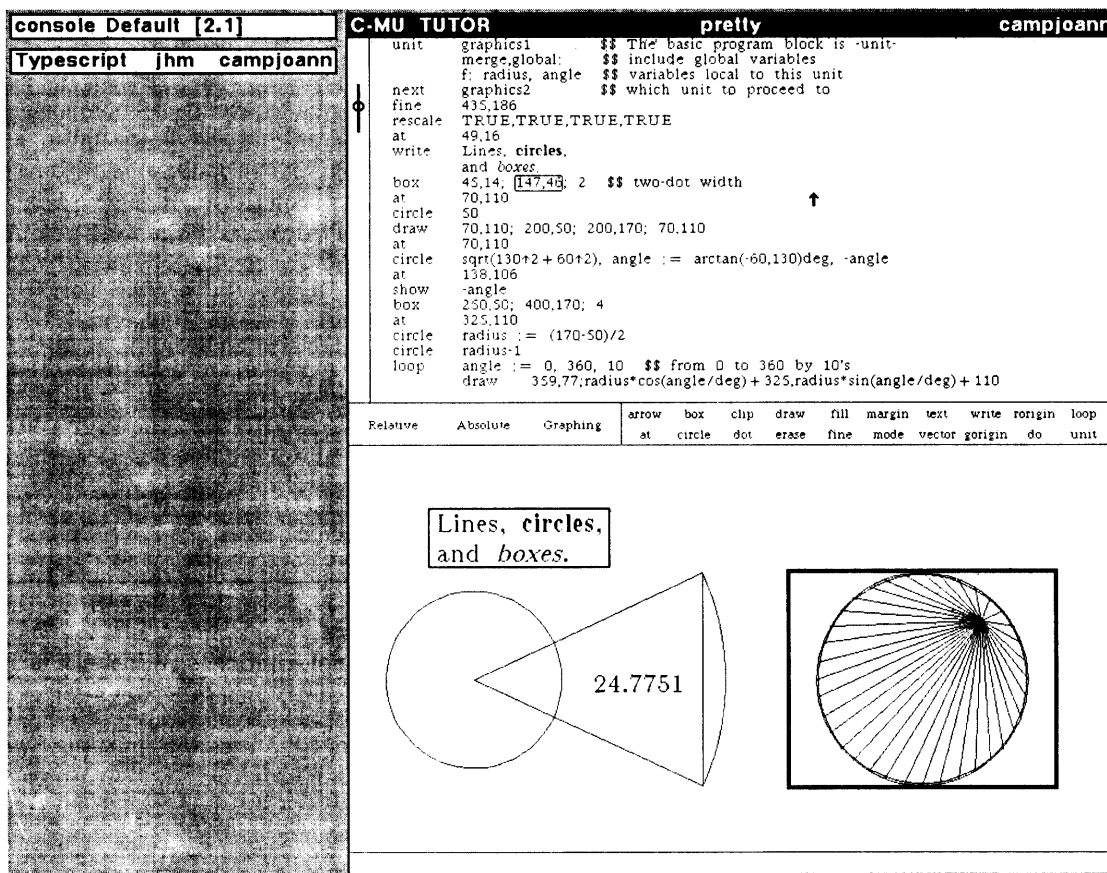 console Default [2.1]
Typescript jhm campjoann
C-MU TUTOR pretty campjoann
unit graphics1 $$ The basic program block is -unit-
merge,global: $$ include global variables
f: radius, angle $$ variables local to this unit
next graphics2 $$ which unit to proceed to
fine 435,186
rescale TRUE,TRUE,TRUE,TRUE
at 49,16
write Lines, circles,
and boxes.
box 45,14; 147,46; 2 $$ two-dot width
at 70,110
circle 50
draw 70,110; 200,50; 200,170; 70,110
at 70,110
circle sqrt(130↑2 + 60↑2), angle := arctan(-60,130)deg, -angle
at 138,106
show -angle
box 250,50; 400,170; 4
at 325,110
circle radius := (170-50)/2
circle radius-1
loop angle := 0, 360, 10 $$ from 0 to 360 by 10's
draw 359,77;radius*cos(angle/deg)+325,radius*sin(angle/deg)+110
Relative Absolute Graphing
arrow box clip draw fill margin text write rorigin loop
at circle dot erase fine mode vector gorigin do unit
Lines, circles,
and boxes.
24.7751